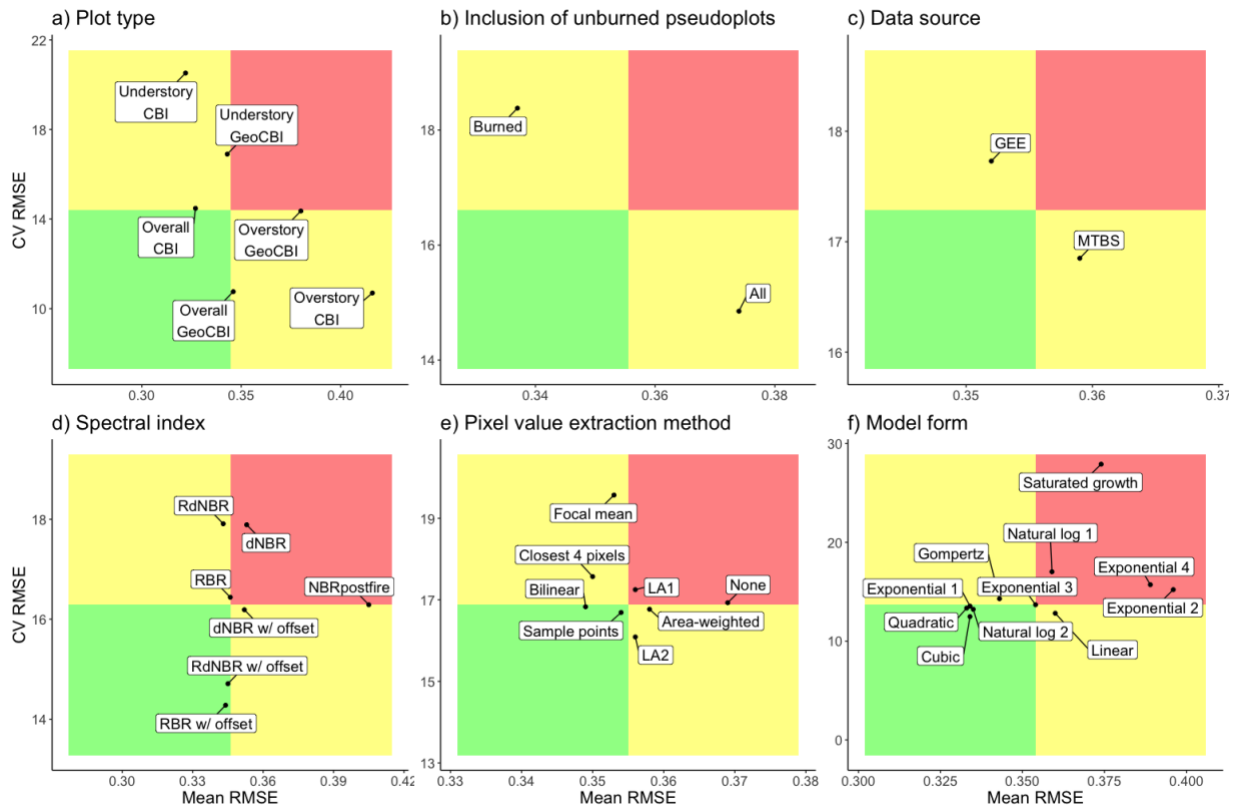 a) Plot type
CV RMSE
22
18
14
10
Understory
CBI
Understory
GeoCBI
Overall
CBI
Overstory
GeoCBI
Overall
GeoCBI
Overstory
CBI
0.30
0.35
0.40
b) Inclusion of unburned pseudoplots
18
16
14
Burned
All
0.34
0.36
0.38
c) Data source
18
17
16
GEE
MTBS
0.35
0.36
0.37
d) Spectral index
CV RMSE
18
16
14
RdNBR
dNBR
RBR
NBRpostfire
dNBR w/ offset
RdNBR w/ offset
RBR w/ offset
0.30
0.33
0.36
0.39
0.42
Mean RMSE
e) Pixel value extraction method
19
17
15
13
Focal mean
Closest 4 pixels
Bilinear
LA1
None
Sample points
Area-weighted
LA2
0.33
0.34
0.35
0.36
0.37
0.38
Mean RMSE
f) Model form
30
20
10
0
Saturated growth
Natural log 1
Gompertz
Exponential 4
Exponential 1
Exponential 3
Exponential 2
Quadratic
Natural log 2
Cubic
Linear
0.300
0.325
0.350
0.375
0.400
Mean RMSE